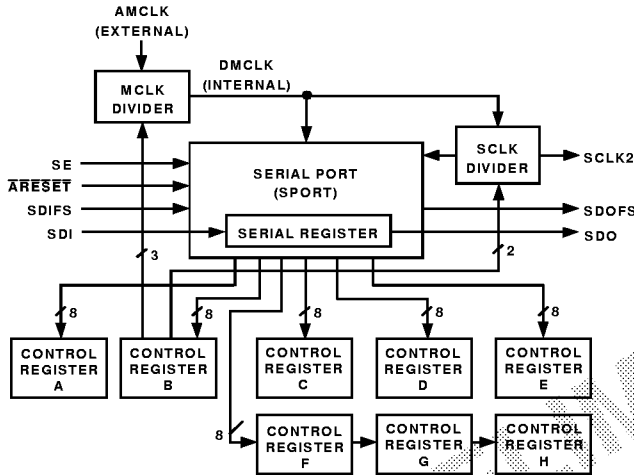 AMCLK
(EXTERNAL)
DMCLK
(INTERNAL)
MCLK
DIVIDER
SCLK
DIVIDER
SCLK2
SE
ARESET
SDIFS
SDI
SERIAL PORT
(SPORT)
SERIAL REGISTER
SDOFS
SDO
3
2
8
8
8
8
8
CONTROL
REGISTER
A
CONTROL
REGISTER
B
CONTROL
REGISTER
C
CONTROL
REGISTER
D
CONTROL
REGISTER
E
8
CONTROL
REGISTER
F
CONTROL
REGISTER
G
CONTROL
REGISTER
H